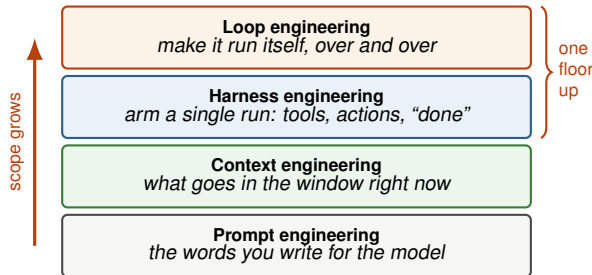 Loop engineering
make it run itself, over and over
Harness engineering
arm a single run: tools, actions, “done”
Context engineering
what goes in the window right now
Prompt engineering
the words you write for the model
scope grows
one
floor
up